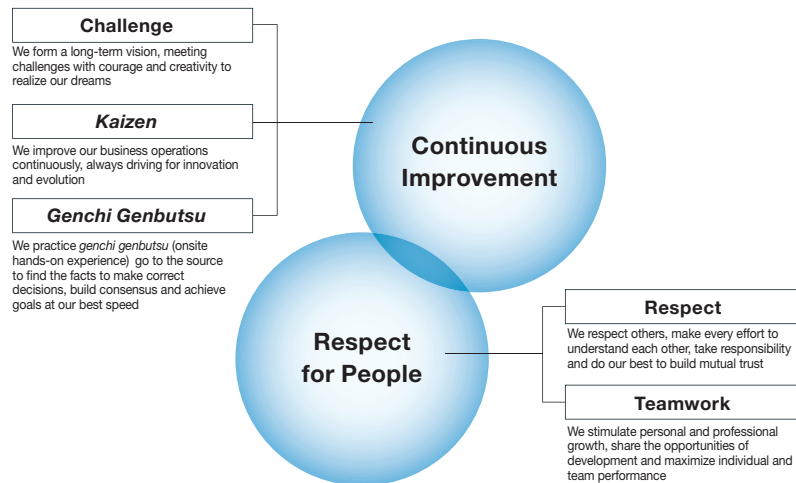 Challenge
We form a long-term vision, meeting
challenges with courage and creativity to
realize our dreams
Kaizen
We improve our business operations
continuously, always driving for innovation
and evolution
Genchi Genbutsu
We practice genchi genbutsu (onsite
hands-on experience) go to the source
to find the facts to make correct
decisions, build consensus and achieve
goals at our best speed
Continuous
Improvement
Respect
for People
Respect
We respect others, make every effort to
understand each other, take responsibility
and do our best to build mutual trust
Teamwork
We stimulate personal and professional
growth, share the opportunities of
development and maximize individual and
team performance